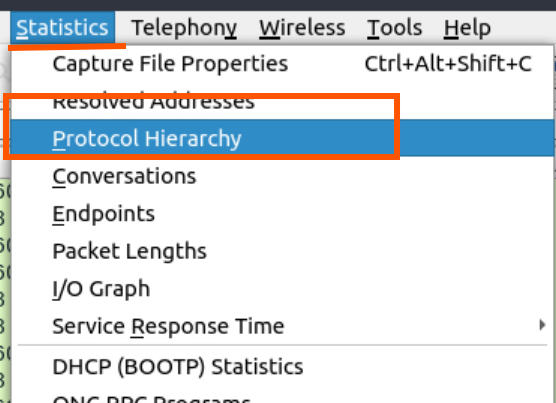 Statistics Telephony Wireless Tools Help
Capture File Properties Ctrl+Alt+Shift+C
Resolved Addresses
Protocol Hierarchy
Conversations
Endpoints
Packet Lengths
I/O Graph
Service Response Time
DHCP (BOOTP) Statistics
ONC-RPC Programs